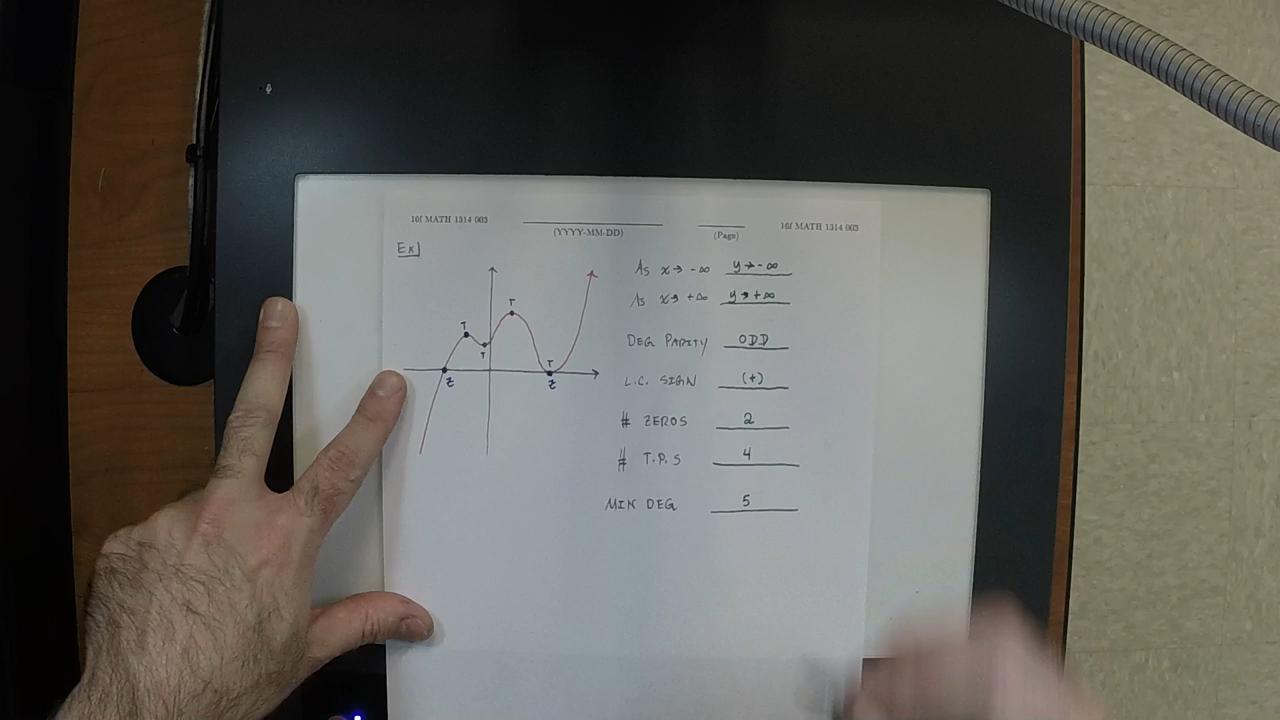 16f MATH 1314 003 (YYYY-MM-DD) (Page) 16f MATH 1314 003
Ex]
T
T
T
T
Z
Z
As x→ -∞ y→-∞
As x→ +∞ y→+∞
DEG PARITY ODD
L.C. SIGN (+)
# ZEROS 2
# T.P.S 4
MIN DEG 5